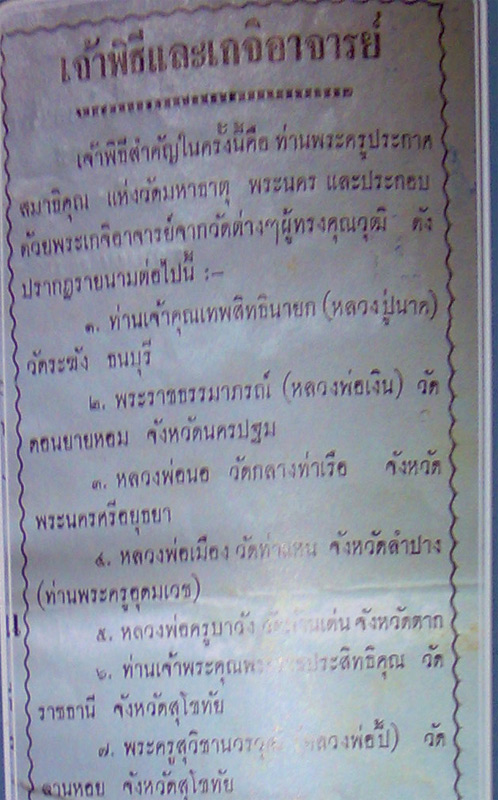 เจ้าพิธีและเกจิอาจารย์
เจ้าพิธีสำคัญในครั้งนี้คือ ท่านพระครูประกาศ
สมาธิคุณ แห่งวัดมหาธาตุ พระนคร และประกอบ
ด้วยพระเกจิอาจารย์จากวัดต่างๆผู้ทรงคุณวุฒิ ดัง
ปรากฏรายนามต่อไปนี้ :–
๑. ท่านเจ้าคุณเทพสิทธินายก (หลวงปู่นาค)
วัดระฆัง ธนบุรี
๒. พระราชธรรมาภรณ์ (หลวงพ่อเงิน) วัด
ดอนยายหอม จังหวัดนครปฐม
๓. หลวงพ่อนอ วัดกลางท่าเรือ จังหวัด
พระนครศรีอยุธยา
๔. หลวงพ่อเมือง วัดท่าแหน จังหวัดลำปาง
(ท่านพระครูอุดมเวช)
๕. หลวงพ่อครูบาวัง จังหวัดตาก
๖. ท่านเจ้าพระคุณ วัด
ราชธานี จังหวัดสุโขทัย
๗. (หลวงพ่อปี้) วัด
ลานหอย จังหวัดสุโขทัย